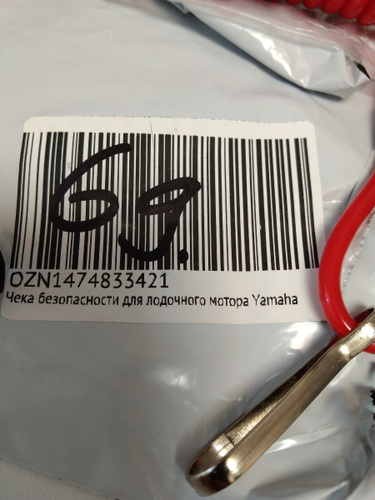 69.
OZN1474833421
Чека безопасности для лодочного мотора Yamaha